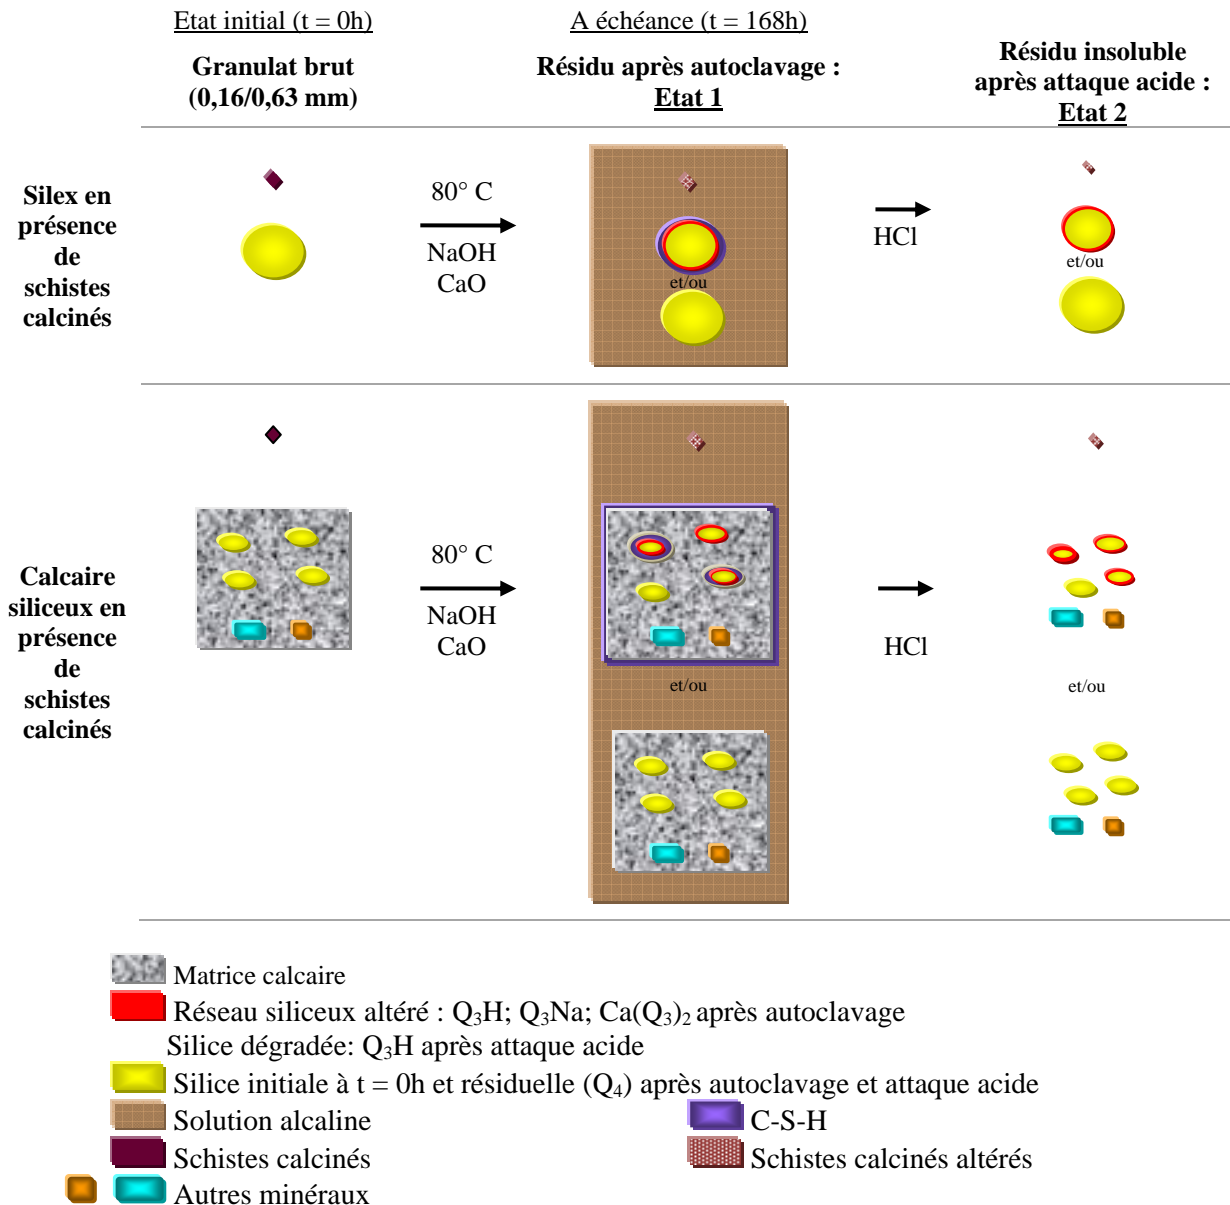 Etat initial (t = 0h)
A échéance (t = 168h)
Granulat brut
(0,16/0,63 mm)
Résidu après autoclavage :
Etat 1
Résidu insoluble
après attaque acide :
Etat 2
Silex en
présence
de
schistes
calcinés
80° C
NaOH
CaO
et/ou
HCl
et/ou
Calcaire
siliceux en
présence
de
schistes
calcinés
80° C
NaOH
CaO
et/ou
HCl
et/ou
Matrice calcaire
Réseau siliceux altéré : Q₃H; Q₃Na; Ca(Q₃)₂ après autoclavage
Silice dégradée: Q₃H après attaque acide
Silice initiale à t = 0h et résiduelle (Q₄) après autoclavage et attaque acide
Solution alcaline
C-S-H
Schistes calcinés
Schistes calcinés altérés
Autres minéraux